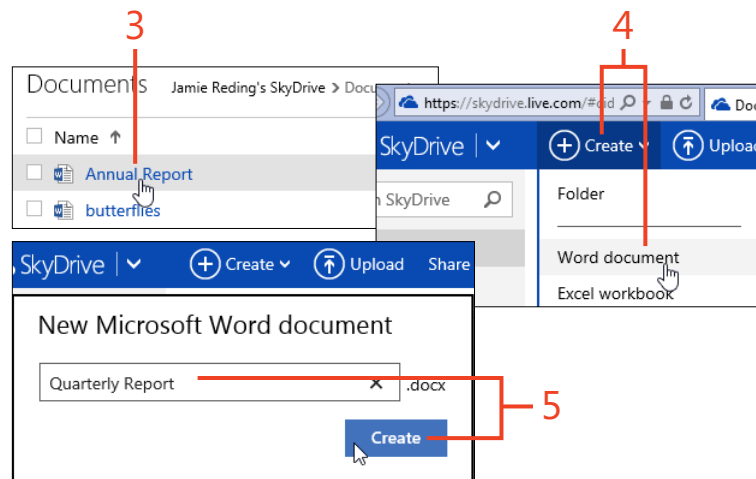 3
4
Documents Jamie Reding's SkyDrive > Docu
Name ↑
Annual Report
butterflies
https://skydrive.live.com/#cid
Doc
SkyDrive
Create
Upload
SkyDrive
Folder
Word document
Excel workbook
SkyDrive
Create
Upload
Share
New Microsoft Word document
Quarterly Report
.docx
Create
5